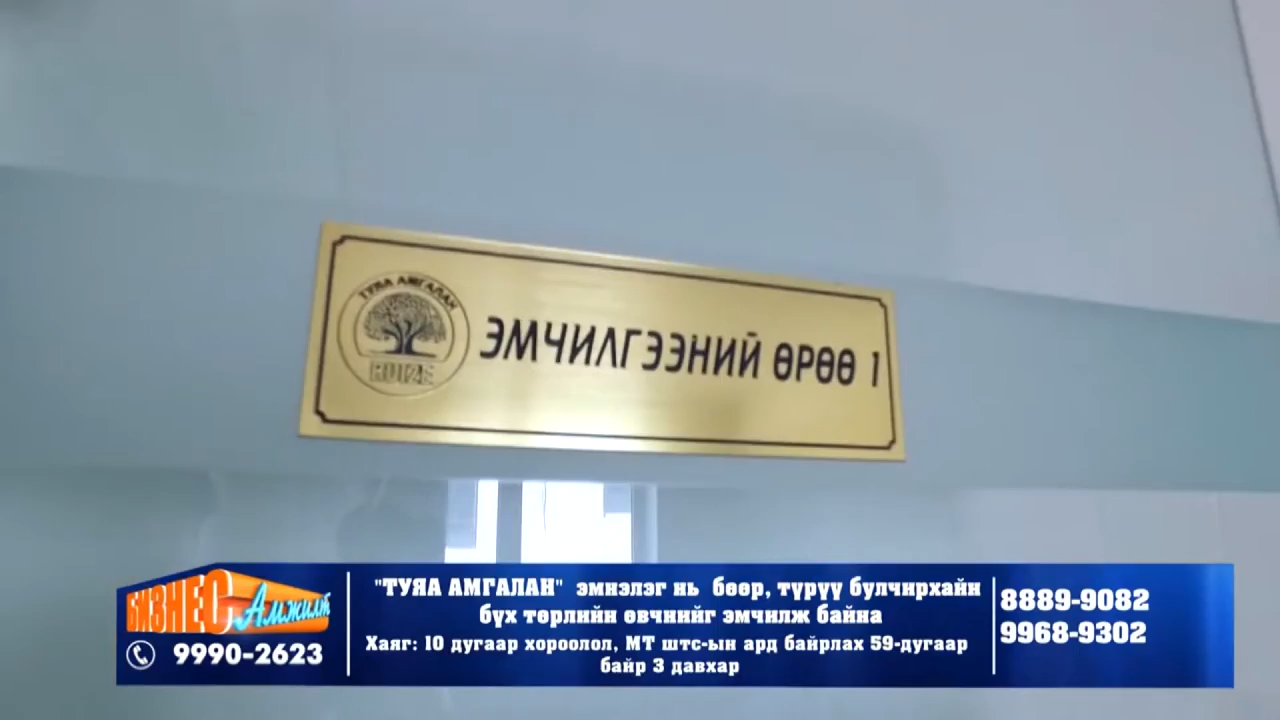 ТУЯА АМГАЛАН
RUIZE
ЭМЧИЛГЭЭНИЙ ӨРӨӨ 1
БИЗНЕС
Амжилт
9990-2623
"ТУЯА АМГАЛАН" эмнэлэг нь бөөр, түрүү булчирхайн
бүх төрлийн өвчнийг эмчилж байна
Хаяг: 10 дугаар хороолол, МТ штс-ын ард байрлах 59-дугаар
байр 3 давхар
8889-9082
9968-9302